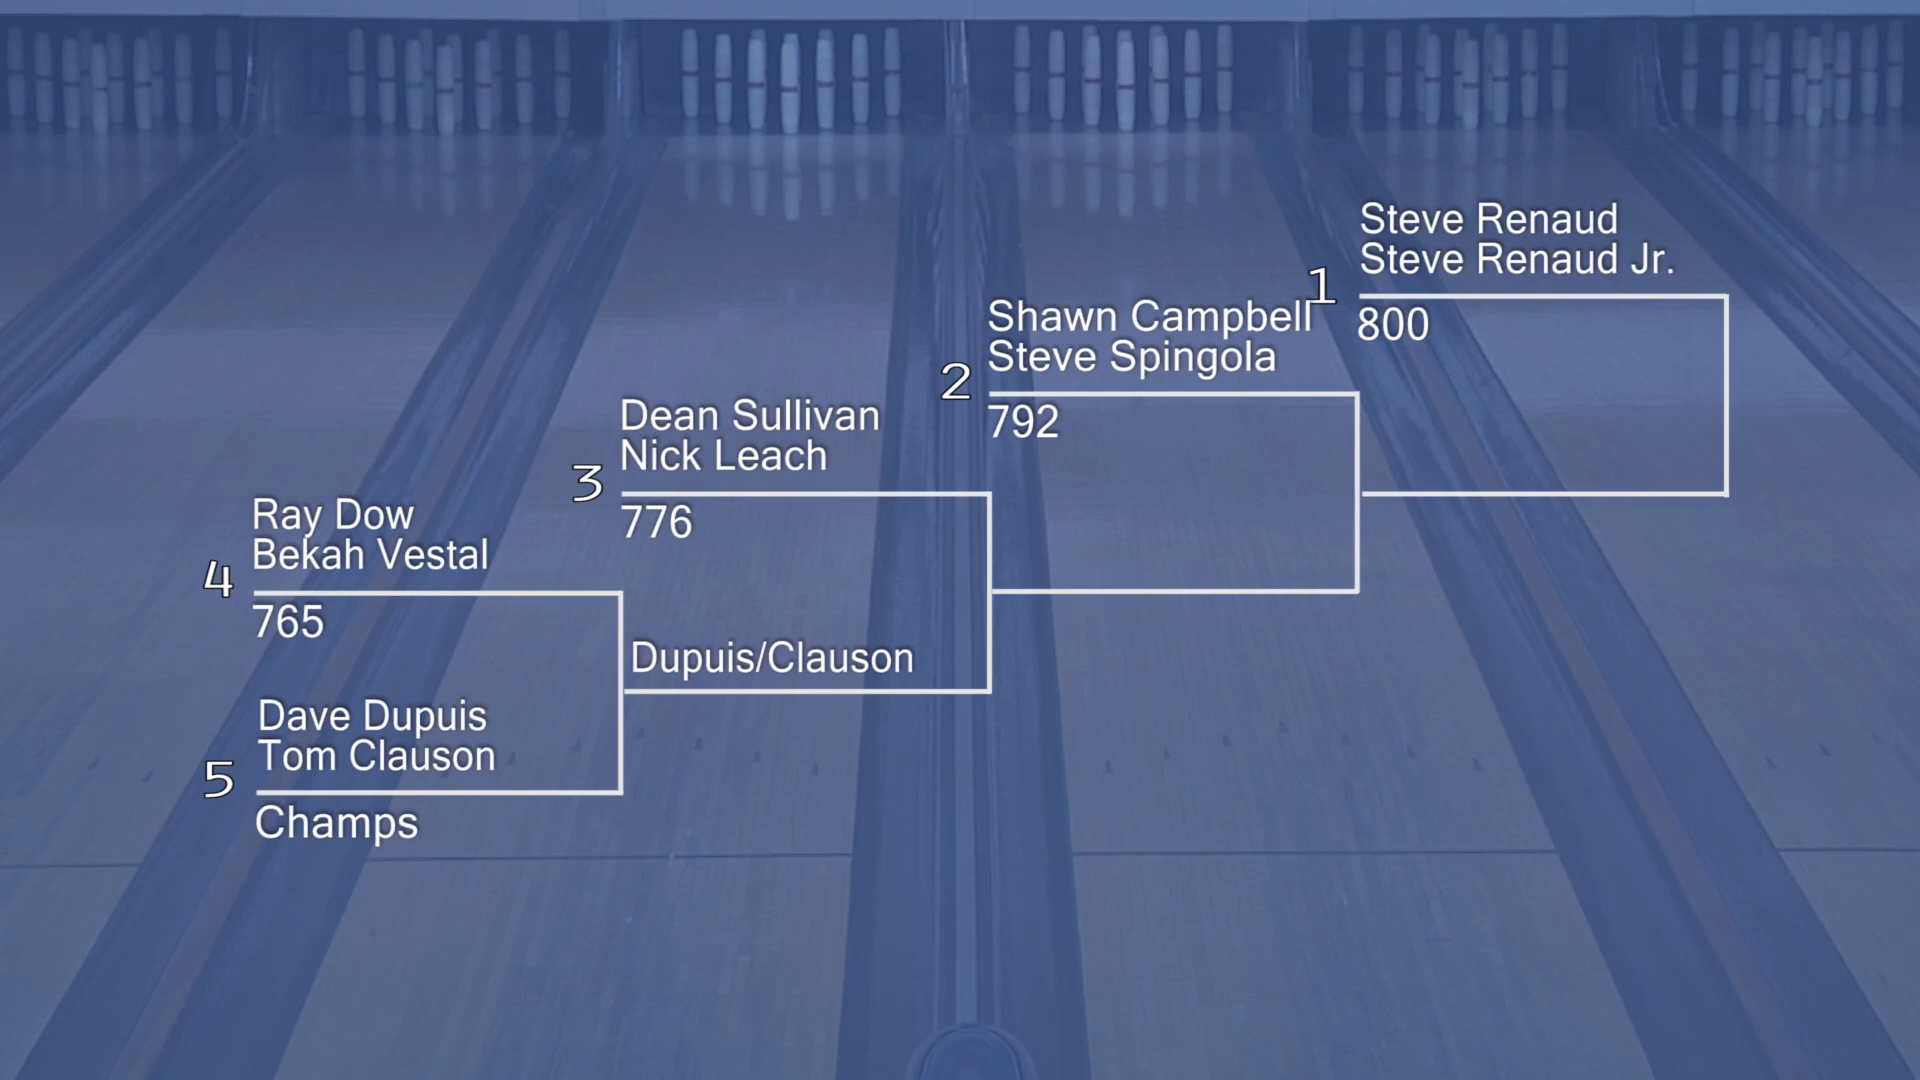 Steve Renaud
Steve Renaud Jr.
1
800
Shawn Campbell
Steve Spingola
2
792
Dean Sullivan
Nick Leach
3
776
Ray Dow
Bekah Vestal
4
765
Dupuis/Clauson
Dave Dupuis
Tom Clauson
5
Champs